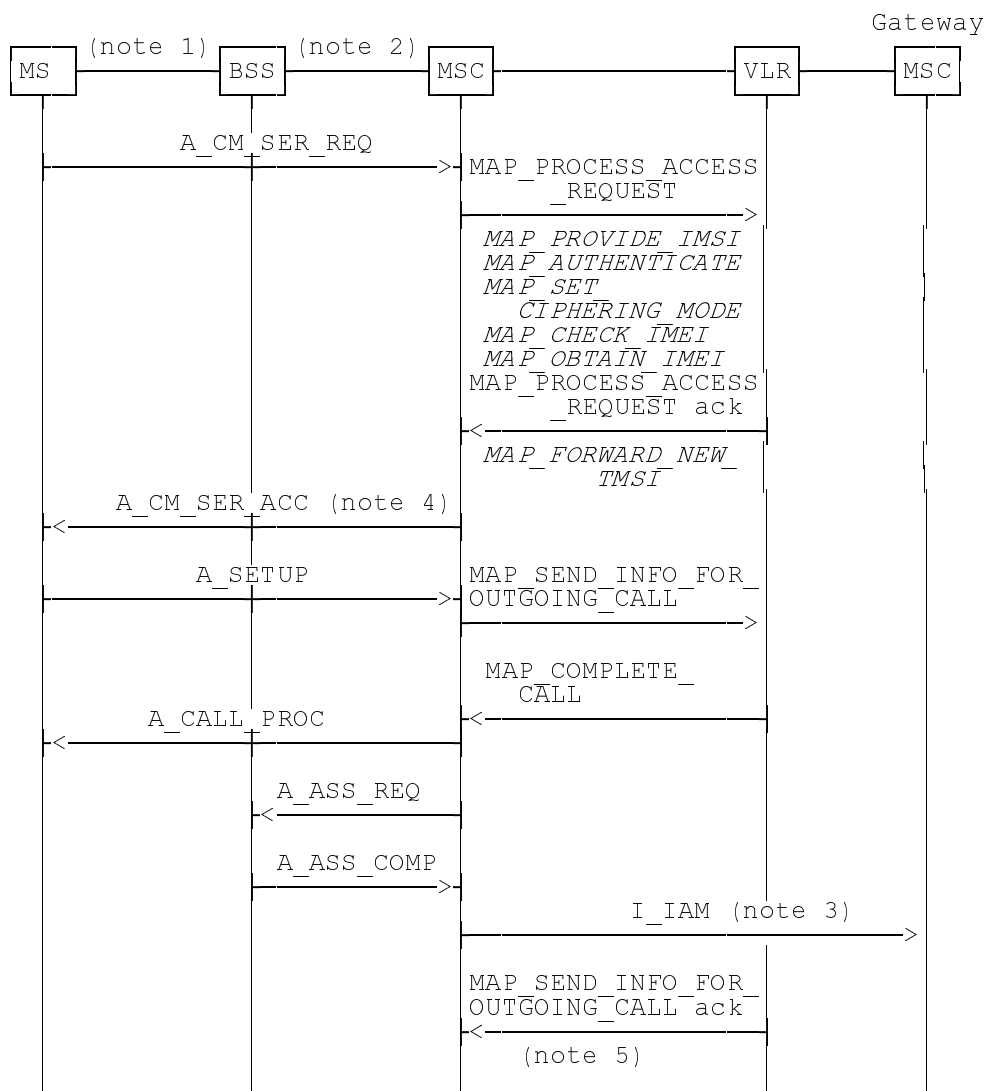 Gateway
(note 1) (note 2)
MS BSS MSC VLR MSC
A_CM_SER_REQ
MAP_PROCESS_ACCESS
_REQUEST
MAP_PROVIDE_IMSI
MAP_AUTHENTICATE
MAP_SET_
CIPHERING_MODE
MAP_CHECK_IMEI
MAP_OBTAIN_IMEI
MAP_PROCESS_ACCESS
_REQUEST ack
MAP_FORWARD_NEW_
TMSI
A_CM_SER_ACC (note 4)
A_SETUP
MAP_SEND_INFO_FOR_
OUTGOING_CALL
MAP_COMPLETE_
CALL
A_CALL_PROC
A_ASS_REQ
A_ASS_COMP
I_IAM (note 3)
MAP_SEND_INFO_FOR_
OUTGOING_CALL ack
(note 5)